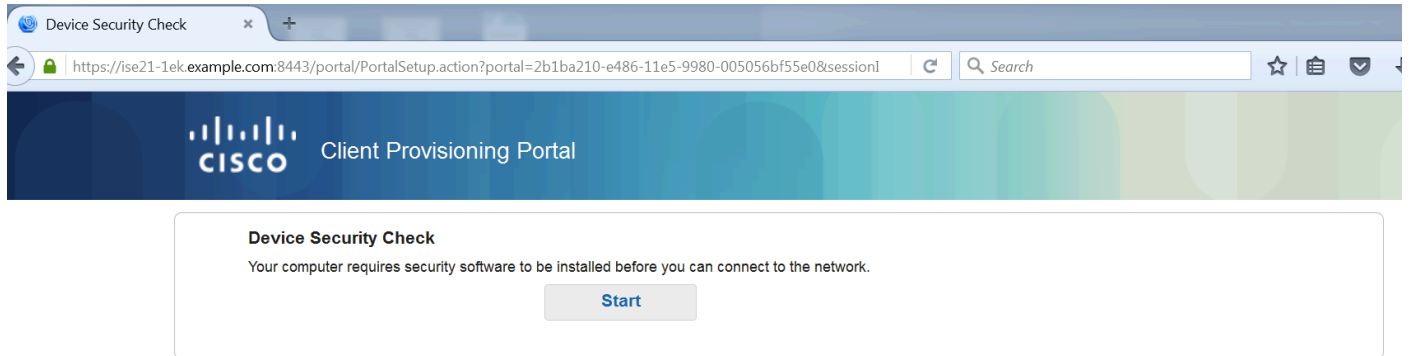 Device Security Check
https://ise21-1ek.example.com:8443/portal/PortalSetup.action?portal=2b1ba210-e486-11e5-9980-005056bf55e0&sessionI
Search
CISCO
Client Provisioning Portal
Device Security Check
Your computer requires security software to be installed before you can connect to the network.
Start